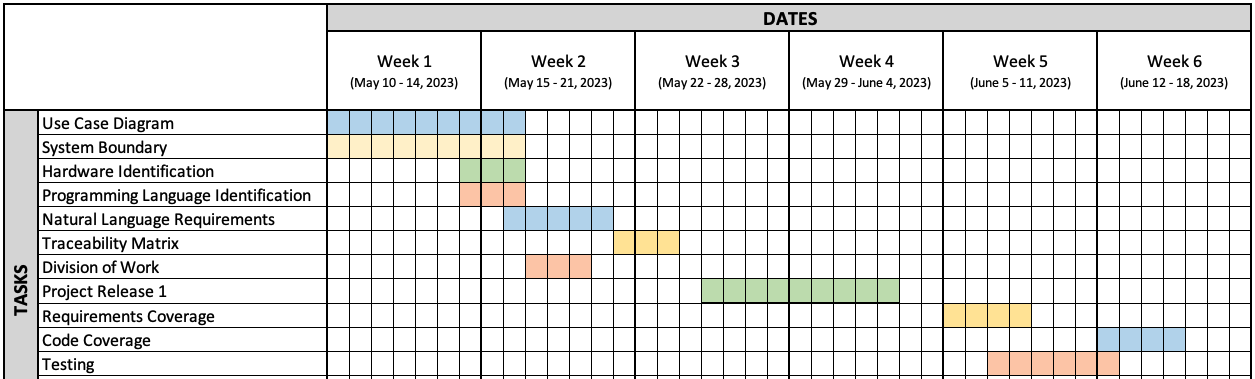 DATES
Week 1
(May 10 - 14, 2023)
Week 2
(May 15 - 21, 2023)
Week 3
(May 22 - 28, 2023)
Week 4
(May 29 - June 4, 2023)
Week 5
(June 5 - 11, 2023)
Week 6
(June 12 - 18, 2023)
TASKS
Use Case Diagram
System Boundary
Hardware Identification
Programming Language Identification
Natural Language Requirements
Traceability Matrix
Division of Work
Project Release 1
Requirements Coverage
Code Coverage
Testing